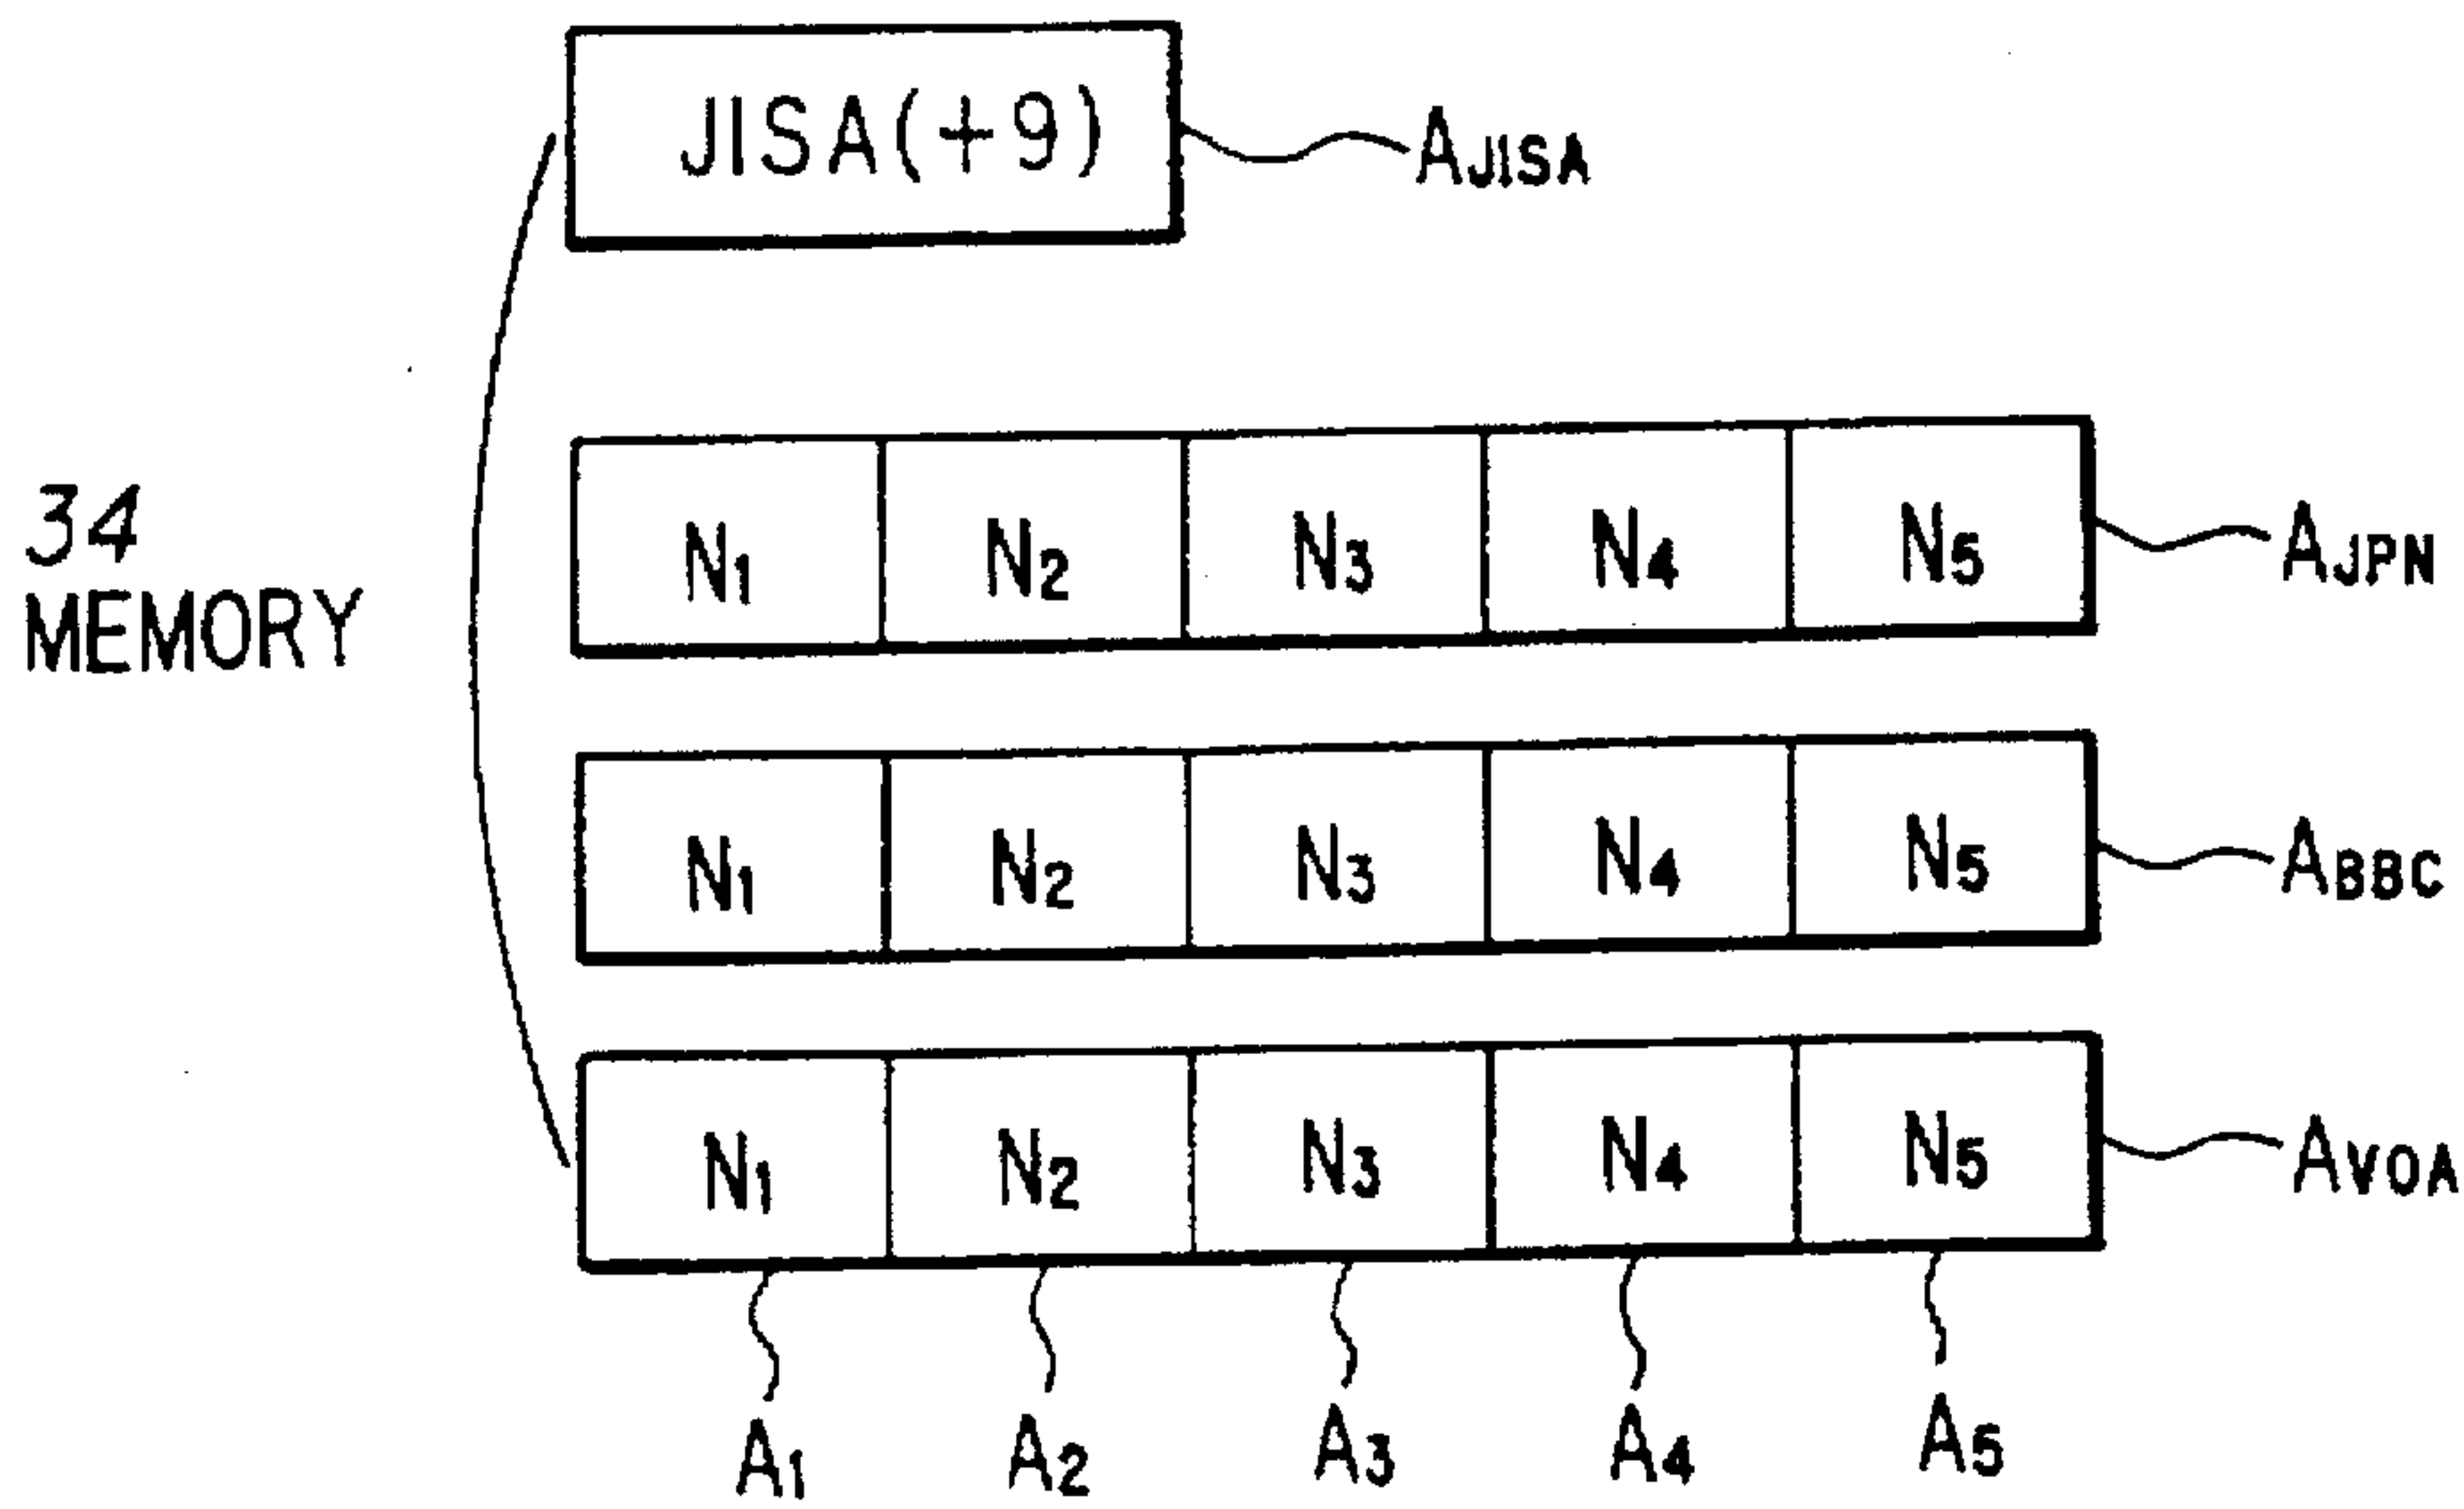 JISA(+9) AJISA
34
MEMORY
N1 N2 N3 N4 N5 AJPN
N1 N2 N3 N4 N5 ABBC
N1 N2 N3 N4 N5 AVOA
A1 A2 A3 A4 A5